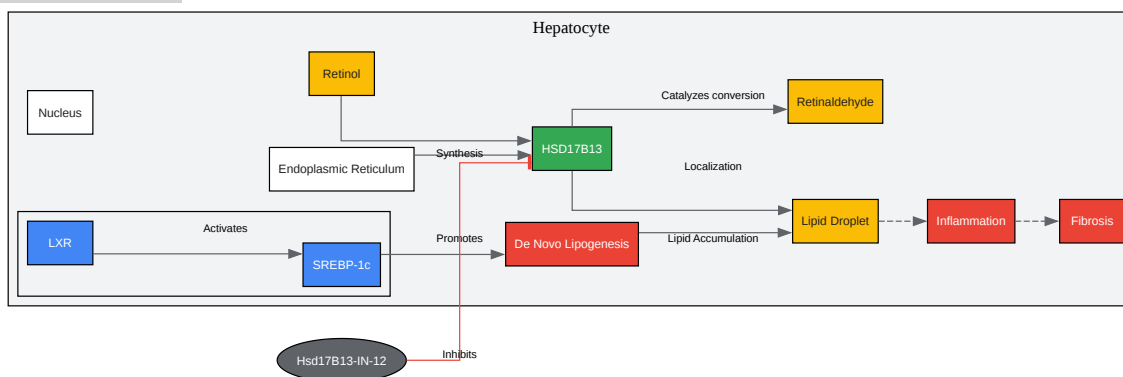 Hepatocyte
Retinol
Catalyzes conversion
Retinaldehyde
Nucleus
Synthesis
HSD17B13
Endoplasmic Reticulum
Localization
LXR
Activates
SREBP-1c
Promotes
De Novo Lipogenesis
Lipid Accumulation
Lipid Droplet
Inflammation
Fibrosis
Hsd17B13-IN-12
Inhibits